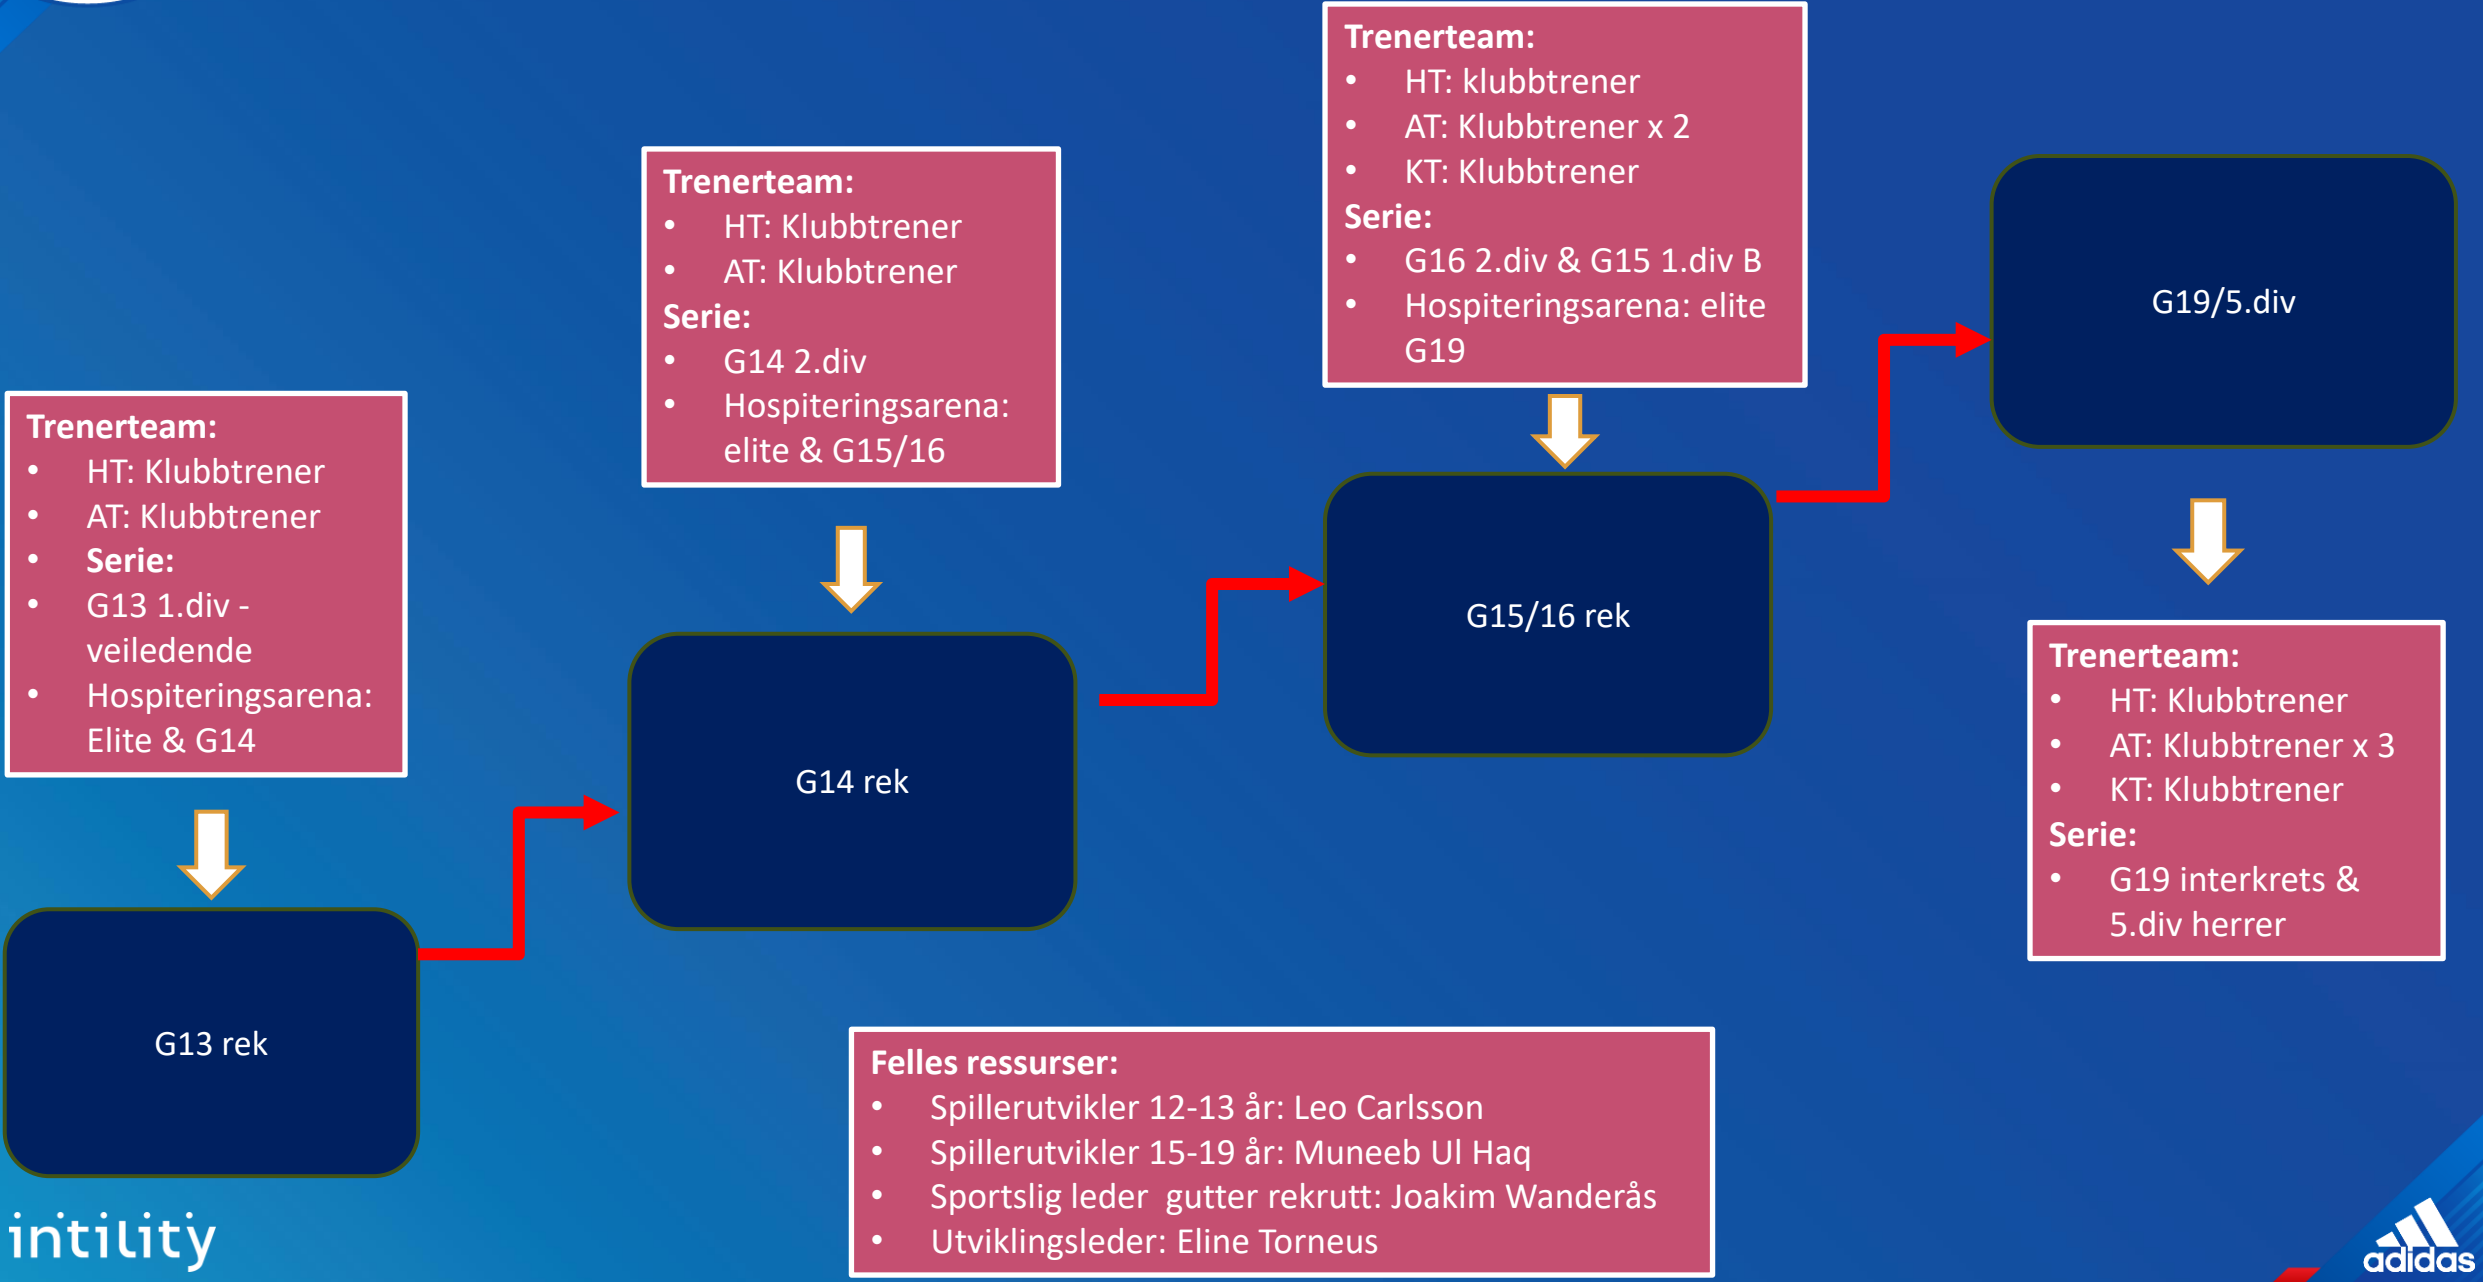 Trenerteam:
• HT: Klubbtrener
• AT: Klubbtrener
• Serie:
• G13 1.div -
veiledende
• Hospiteringsarena:
Elite & G14
G13 rek
Trenerteam:
• HT: Klubbtrener
• AT: Klubbtrener
Serie:
• G14 2.div
• Hospiteringsarena:
elite & G15/16
G14 rek
Trenerteam:
• HT: klubbtrener
• AT: Klubbtrener x 2
• KT: Klubbtrener
Serie:
• G16 2.div & G15 1.div B
• Hospiteringsarena: elite
G19
G15/16 rek
G19/5.div
Trenerteam:
• HT: Klubbtrener
• AT: Klubbtrener x 3
• KT: Klubbtrener
Serie:
• G19 interkrets &
5.div herrer
Felles ressurser:
• Spillerutvikler 12-13 år: Leo Carlsson
• Spillerutvikler 15-19 år: Muneeb Ul Haq
• Sportslig leder  gutter rekrutt: Joakim Wanderås
• Utviklingsleder: Eline Torneus
intility
adidas